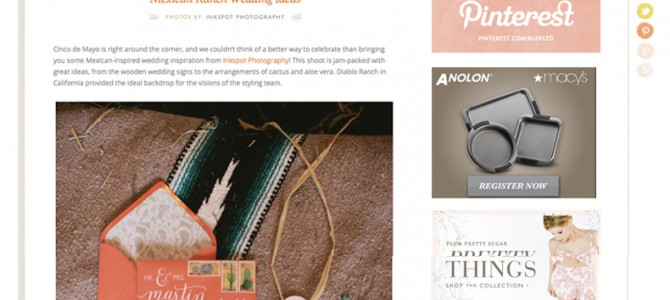 Mexican Ranch Wedding Ideas
PHOTOS BY: INKSPOT PHOTOGRAPHY
Cinco de Mayo is right around the corner, and we couldn't think of a better way to celebrate than bringing
you some Mexican-inspired wedding inspiration from Inkspot Photography! This shoot is jam-packed with
great ideas, from the wooden wedding signs to the arrangements of cactus and aloe vera. Diablo Ranch in
California provided the ideal backdrop for the visions of the styling team.
MR. &
MRS.
martin
Pinterest
PINTEREST.COM/RUFFLED
ANOLON
macy's
REGISTER NOW
PLUM PRETTY SUGAR
PRETTY
THINGS
SHOP THE COLLECTION